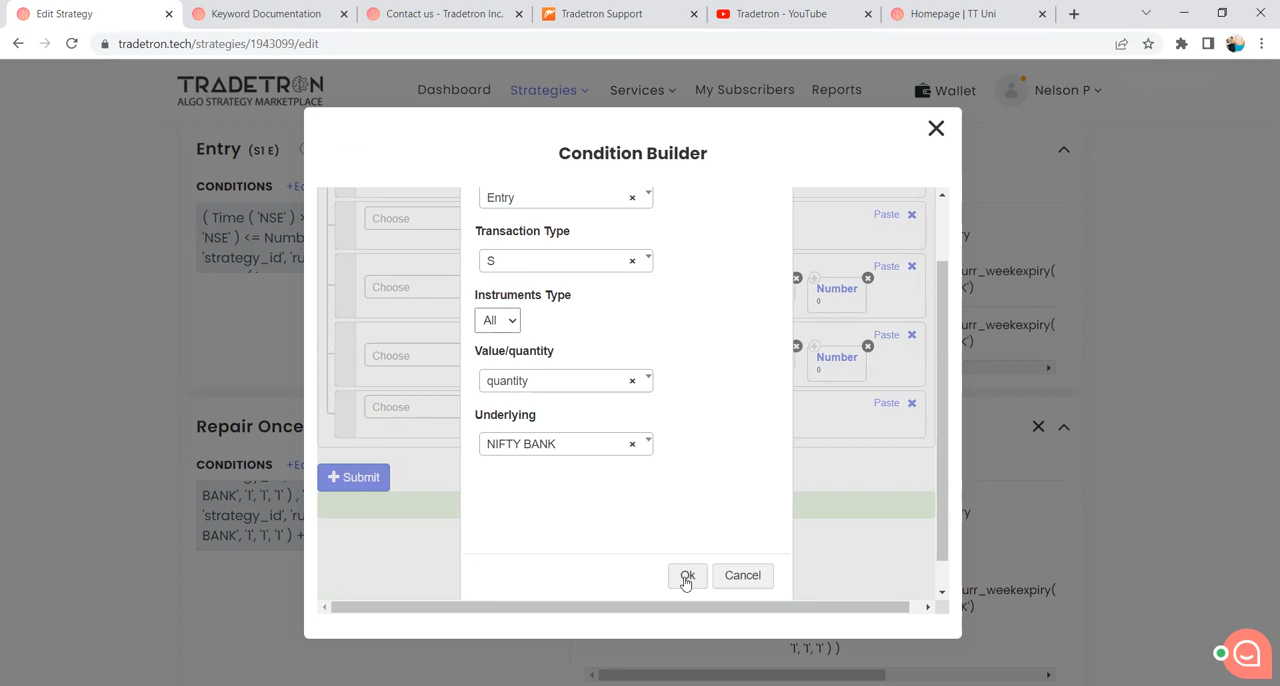 Edit Strategy
Keyword Documentation
Contact us - Tradetron Inc.
Tradetron Support
Tradetron - YouTube
Homepage | TT Uni
tradetron.tech/strategies/1943099/edit
TRADETRON
ALGO STRATEGY MARKETPLACE
Dashboard
Strategies
Services
My Subscribers
Reports
Wallet
Nelson P
Entry (S1 E)
CONDITIONS
( Time ( 'NSE' ) >
'NSE' ) <= Numb
'strategy_id', 'ru
urr_weekexpiry(
urr_weekexpiry(
Repair Once
CONDITIONS
BANK', '1', '1', '1' ) ,
'strategy_id', 'ru
BANK', '1', '1', '1' ) +
urr_weekexpiry(
'1', '1', '1' ) )
Condition Builder
Choose
Paste
Choose
Paste
Number
0
Choose
Paste
Number
0
Choose
Paste
Submit
Entry
Transaction Type
S
Instruments Type
All
Value/quantity
quantity
Underlying
NIFTY BANK
Ok
Cancel